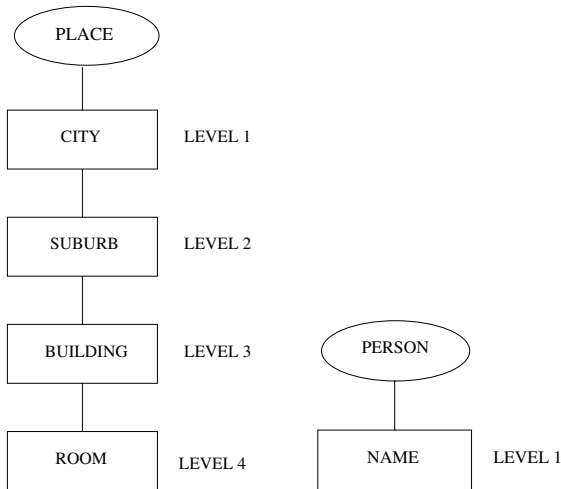 PLACE
CITY LEVEL 1
SUBURB LEVEL 2
BUILDING LEVEL 3
PERSON
ROOM LEVEL 4
NAME LEVEL 1